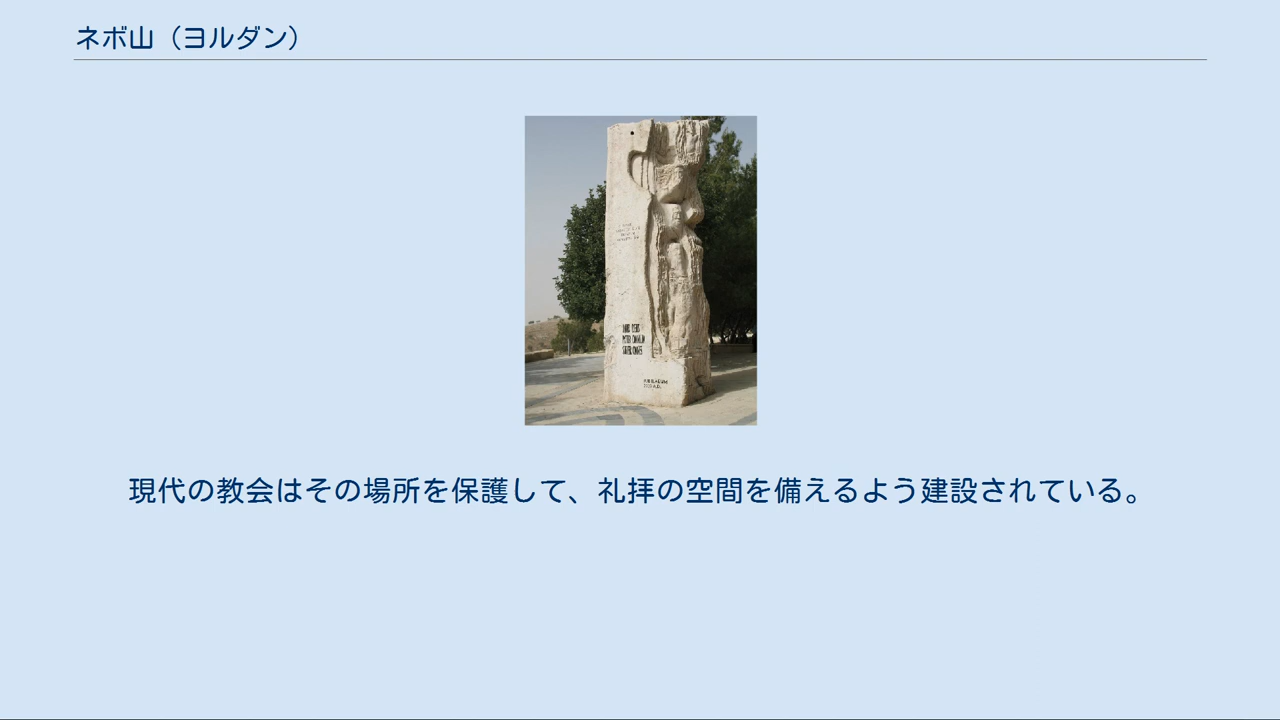 ネボ山（ヨルダン）
現代の教会はその場所を保護して、礼拝の空間を備えるよう建設されている。